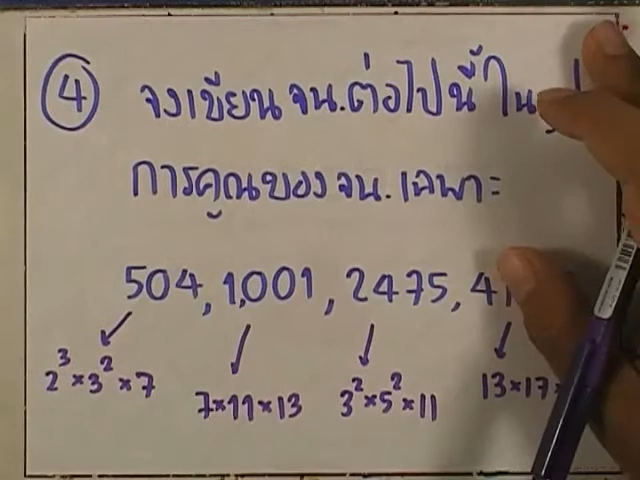 4 จงเขียน จน.ต่อไปนี้ ใน
การคูณของ จน. เฉพาะ
504, 1,001, 2475, 41
2³×3²×7 7×11×13 3²×5²×11 13×17×